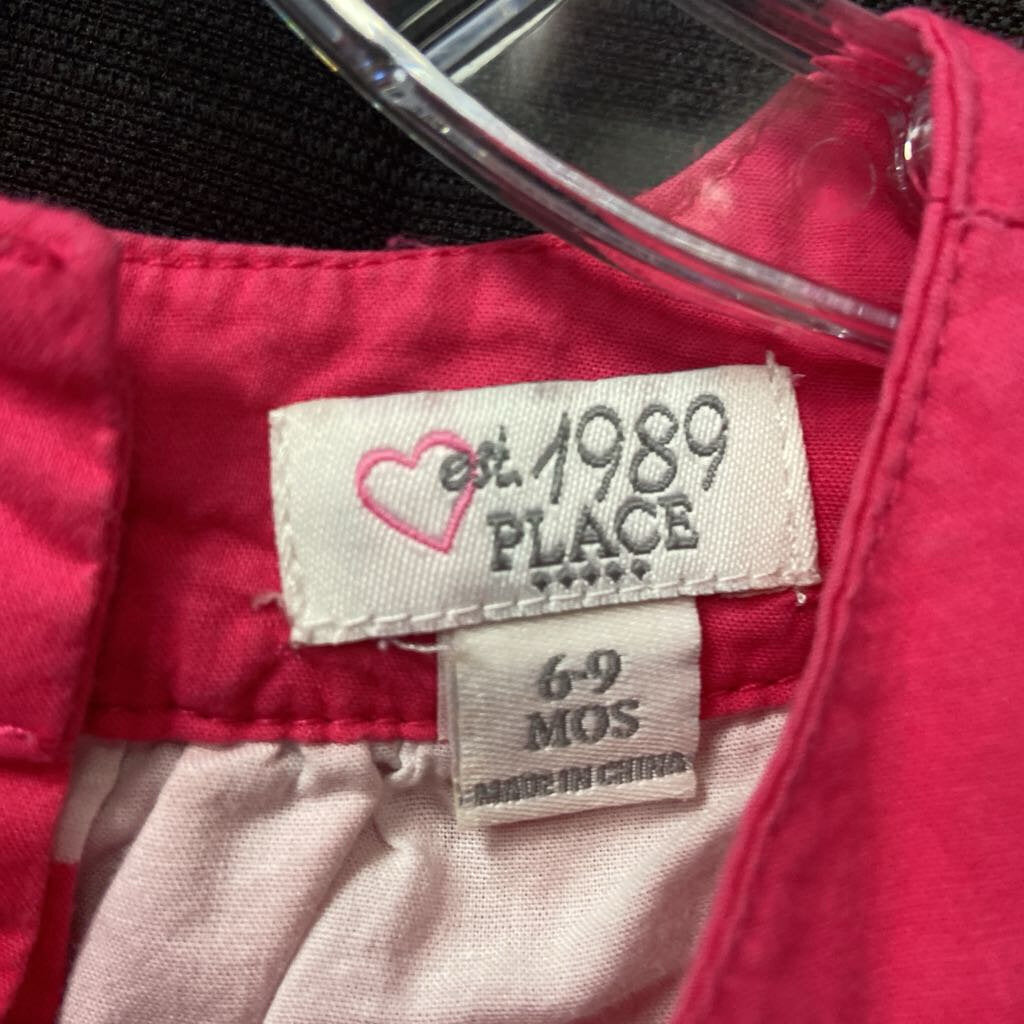 est. 1989
PLACE
6-9
MOS
MADE IN CHINA